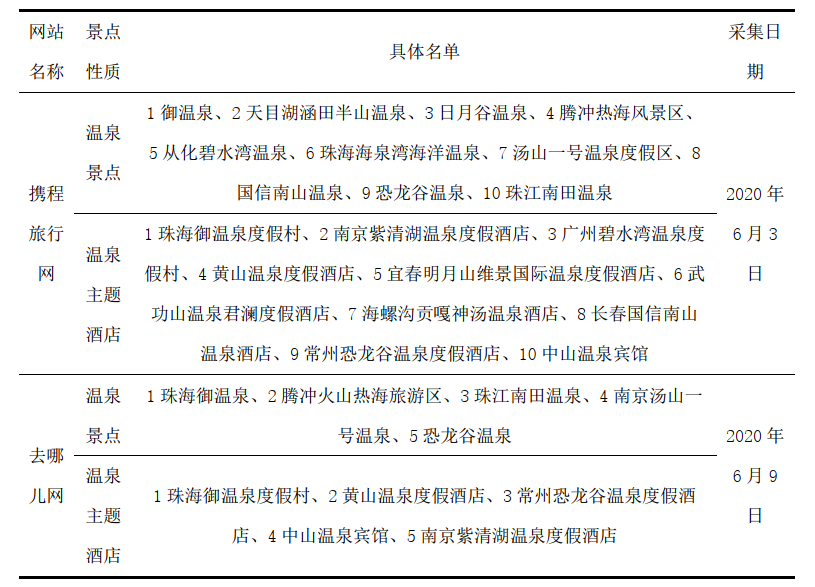 网站名称 景点性质 具体名单 采集日期
携程旅行网
温泉景点
1 御温泉、2 天目湖涵田半山温泉、3 日月谷温泉、4 腾冲热海风景区、
5 从化碧水湾温泉、6 珠海海泉湾海洋温泉、7 汤山一号温度假区、8
国信南山温泉、9 恐龙谷温泉、10 珠江南田温泉
2020 年
6 月 3
日
温泉
主题
酒店
1 珠海御温泉度假村、2 南京紫清湖温度假酒店、3 广州碧水湾温泉度
假村、4 黄山温泉度假酒店、5 宜春明月山维景国际温泉度假酒店、6 武
功山温泉君澜度假酒店、7 海螺沟贡嘎神汤温泉酒店、8 长春国信南山
温泉酒店、9 常州恐龙谷温泉度假酒店、10 中山温泉宾馆
去哪儿网
温泉
景点
1 珠海御温泉、2 腾冲火山热海旅游区、3 珠江南田温泉、4 南京汤山一
号温泉、5 恐龙谷温泉
2020 年
6 月 9
日
温泉
主题
酒店
1 珠海御温泉度假村、2 黄山温泉度假酒店、3 常州恐龙谷温泉度假酒
店、4 中山温泉宾馆、5 南京紫清湖温泉度假酒店